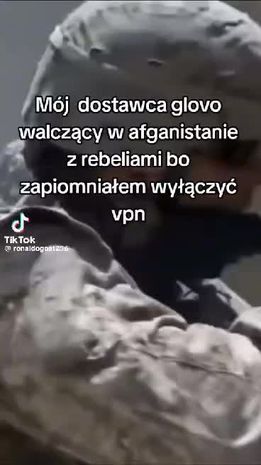 Mój dostawca glovo
walczący w afganistanie
z rebeliami bo
zapiomniałem wyłączyć
vpn
TikTok